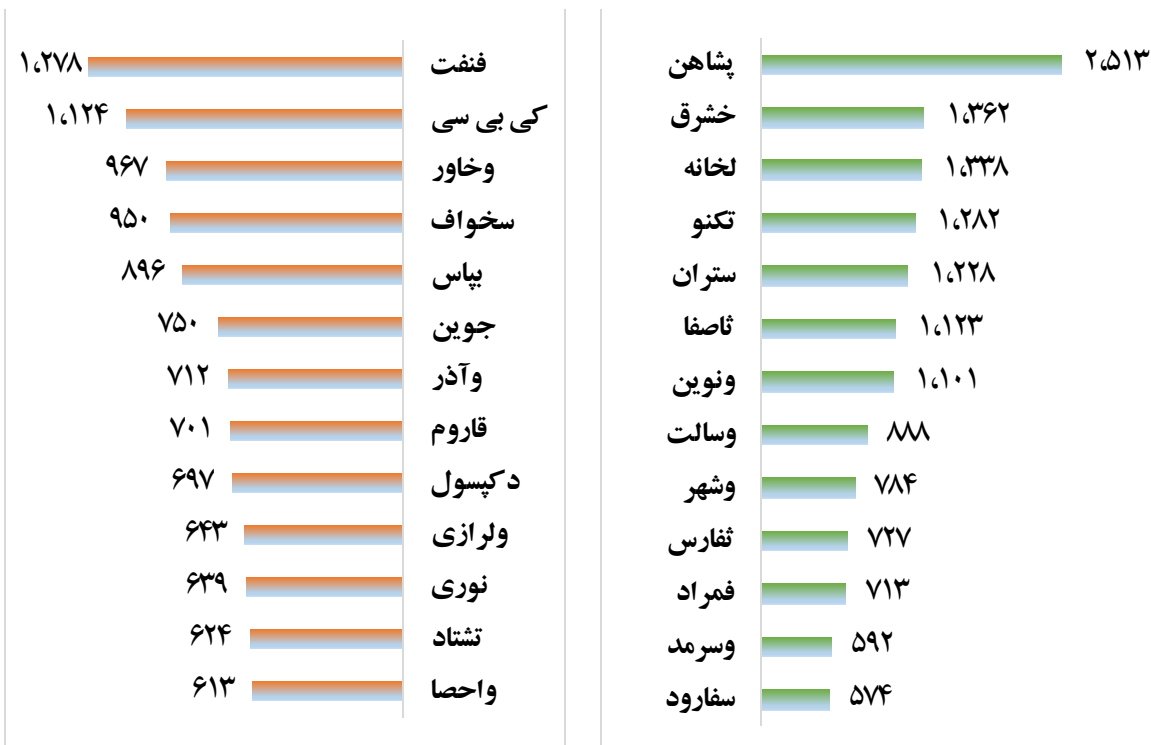 پشاهن ۲،۵۱۳
خشرق ۱،۳۶۲
لخانه ۱،۳۳۸
تکنو ۱،۲۸۲
ستران ۱،۲۲۸
ثاصفا ۱،۱۲۳
ونوین ۱،۱۰۱
وسالت ۸۸۸
وشهر ۷۸۴
ثفارس ۷۲۷
فمراد ۷۱۳
وسرمد ۵۹۲
سفارود ۵۷۴
فنفت ۱،۲۷۸
کی بی سی ۱،۱۲۴
وخاور ۹۶۷
سخواف ۹۵۰
بپاس ۸۹۶
جوین ۷۵۰
وآذر ۷۱۲
قاروم ۷۰۱
دکپسول ۶۹۷
ولرازی ۶۴۳
نوری ۶۳۹
تشتاد ۶۲۴
واحصا ۶۱۳